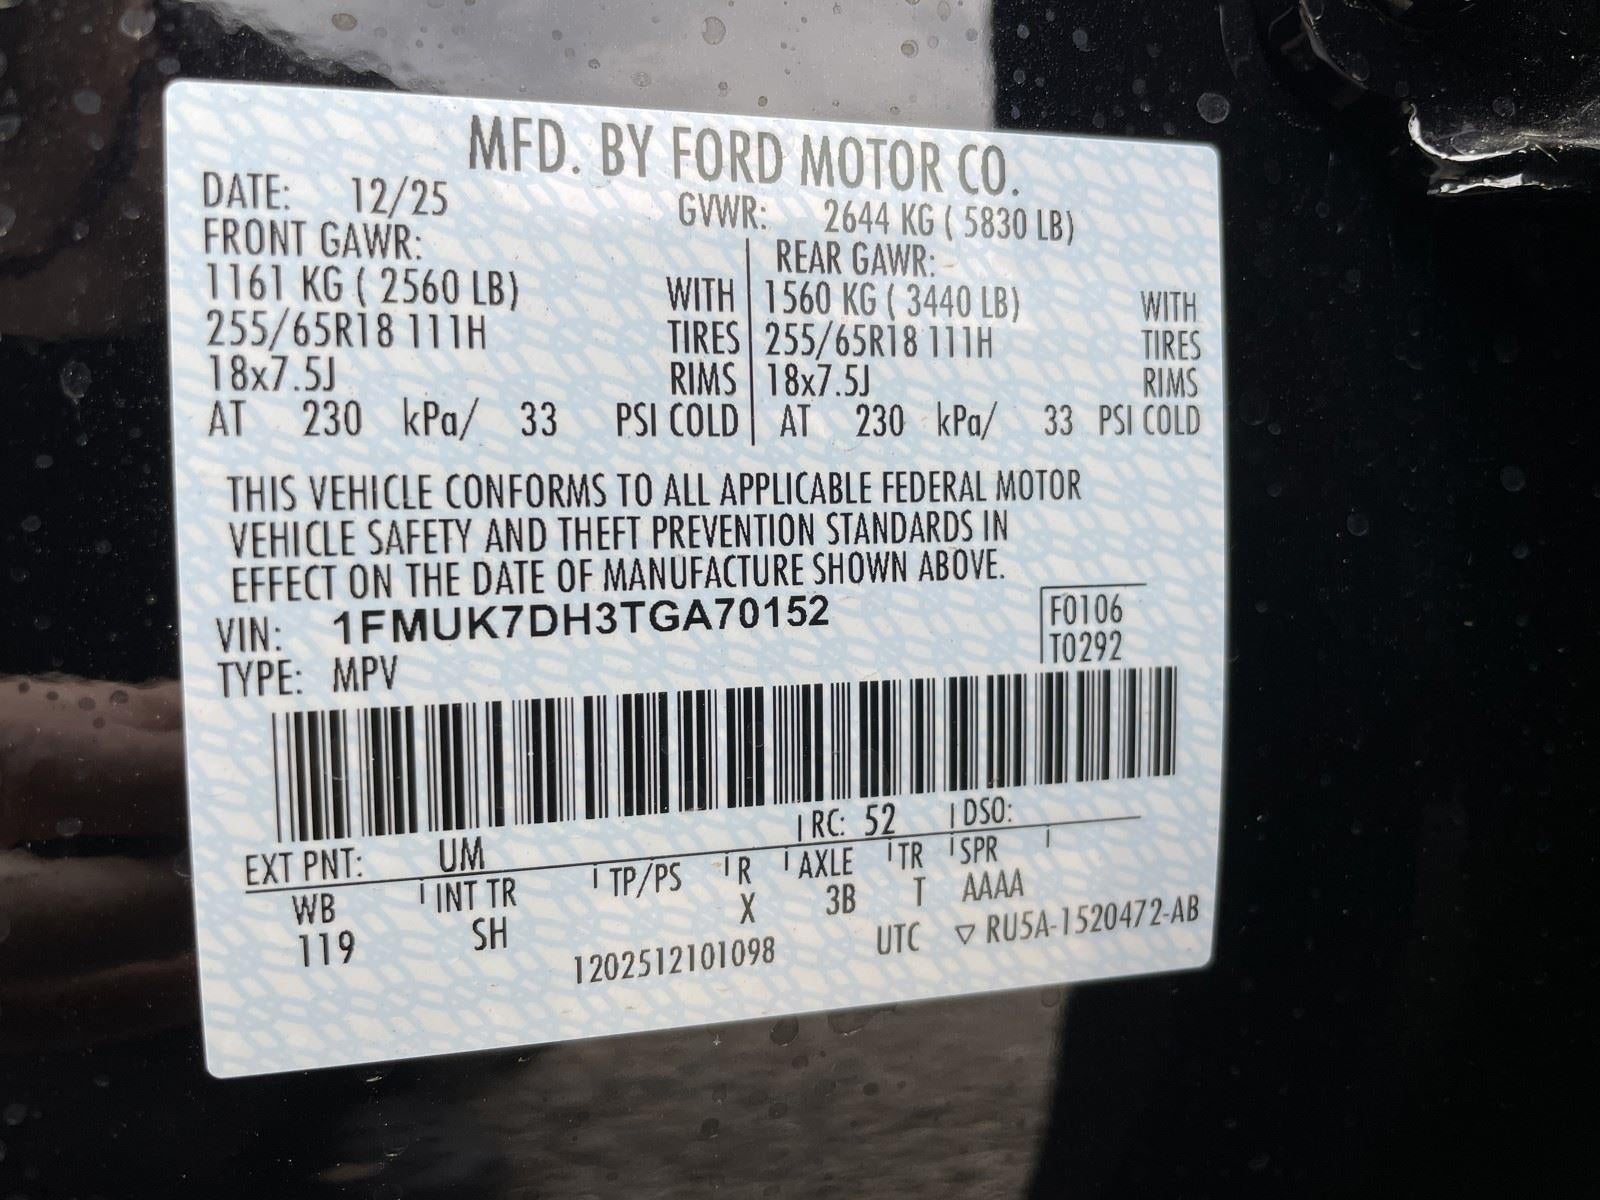 MFD. BY FORD MOTOR CO.
DATE: 12/25 GVWR: 2644 KG ( 5830 LB)
FRONT GAWR: REAR GAWR:
1161 KG ( 2560 LB) WITH 1560 KG ( 3440 LB) WITH
255/65R18 111H TIRES 255/65R18 111H TIRES
18x7.5J RIMS 18x7.5J RIMS
AT 230 kPa/ 33 PSI COLD AT 230 kPa/ 33 PSI COLD
THIS VEHICLE CONFORMS TO ALL APPLICABLE FEDERAL MOTOR
VEHICLE SAFETY AND THEFT PREVENTION STANDARDS IN
EFFECT ON THE DATE OF MANUFACTURE SHOWN ABOVE.
VIN: 1FMUK7DH3TGA70152 F0106
TYPE: MPV T0292
EXT PNT: UM RC: 52 DSO:
WB INT TR TP/PS R AXLE TR SPR
119 SH X 3B T AAAA
1202512101098 UTC ▽ RU5A-1520472-AB